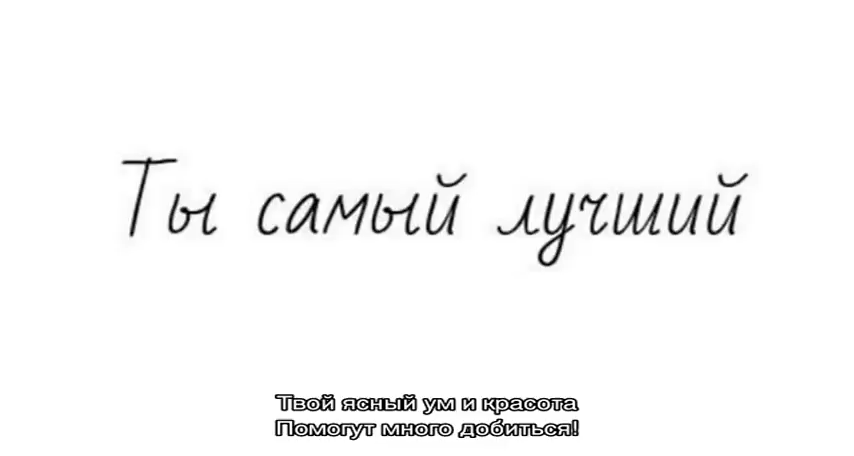 Ты самый лучший
Твой ясный ум и красота
Помогут много добиться!